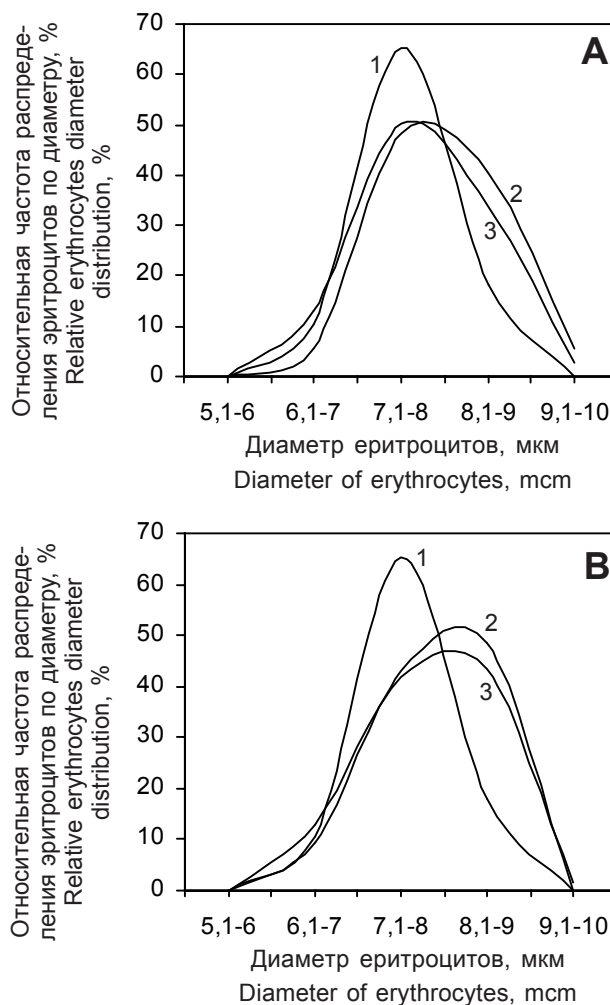 Относительная частота распреде-
ления эритроцитов по диаметру, %
Relative erythrocytes diameter
distribution, %
70
60
50
40
30
20
10
0
A
1
2
3
5,1-6 6,1-7 7,1-8 8,1-9 9,1-10
Диаметр еритроцитов, мкм
Diameter of erythrocytes, mcm
Относительная частота распреде-
ления эритроцитов по диаметру, %
Relative erythrocytes diameter
distribution, %
70
60
50
40
30
20
10
0
B
1
2
3
5,1-6 6,1-7 7,1-8 8,1-9 9,1-10
Диаметр еритроцитов, мкм
Diameter of erythrocytes, mcm